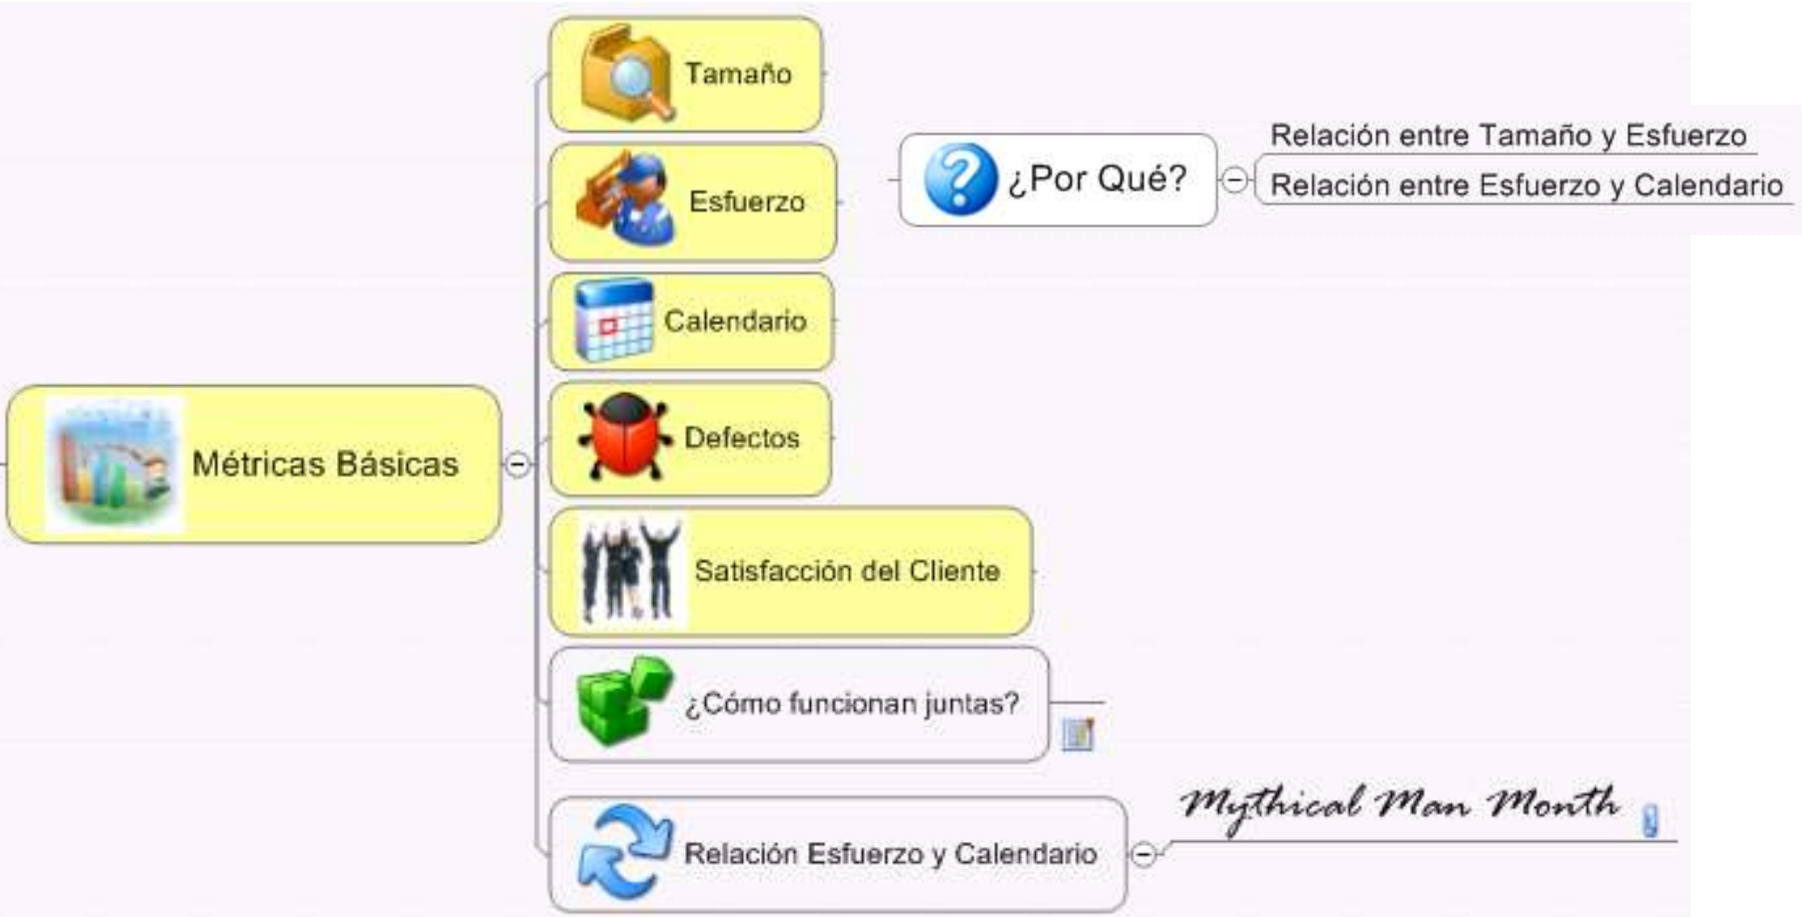 Tamaño
Esfuerzo
¿Por Qué?
Relación entre Tamaño y Esfuerzo
Relación entre Esfuerzo y Calendario
Calendario
Métricas Básicas
Defectos
Satisfacción del Cliente
¿Cómo funcionan juntas?
Relación Esfuerzo y Calendario
Mythical Man Month